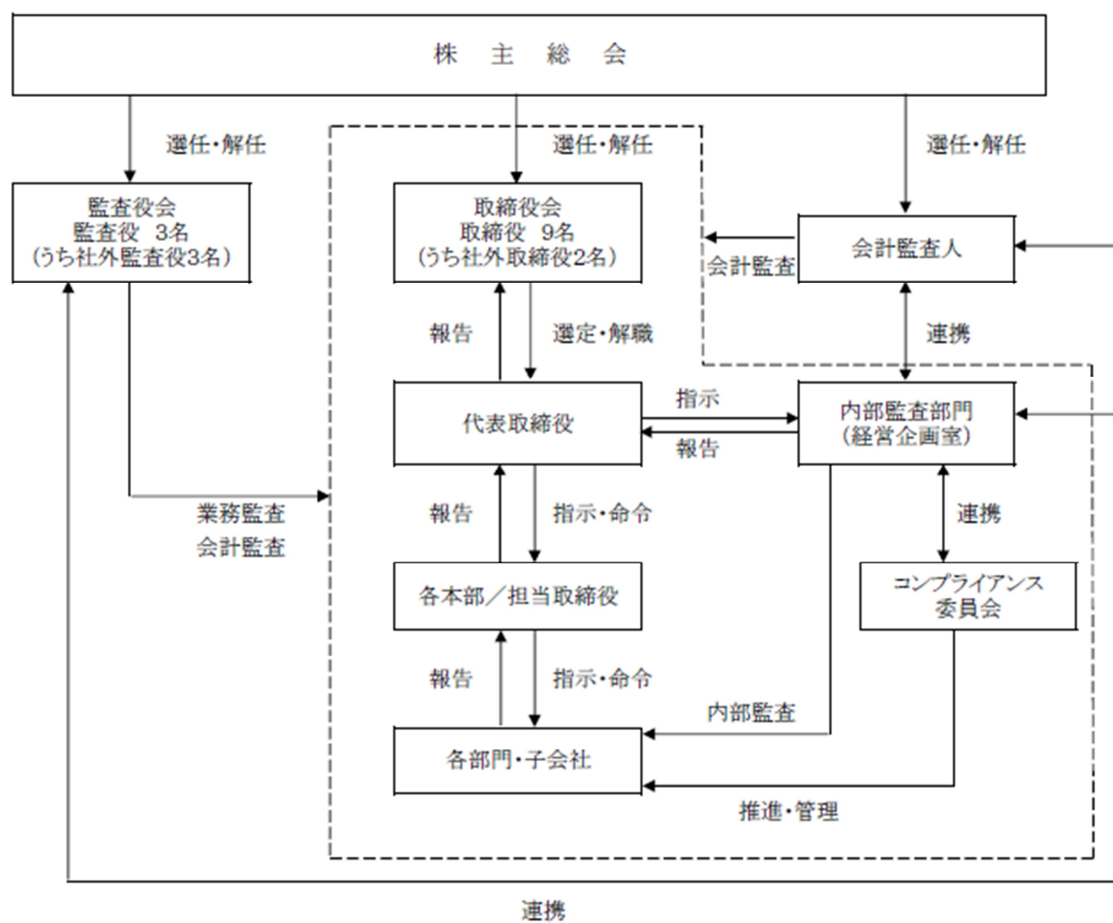 株 主 総 会
選任・解任
選任・解任
選任・解任
監査役会
監査役 3名
(うち社外監査役3名)
取締役会
取締役 9名
(うち社外取締役2名)
会計監査人
会計監査
報告
選定・解職
連携
代表取締役
指示
報告
内部監査部門
(経営企画室)
業務監査
会計監査
報告
指示・命令
連携
各本部／担当取締役
コンプライアンス
委員会
報告
指示・命令
内部監査
各部門・子会社
推進・管理
連携